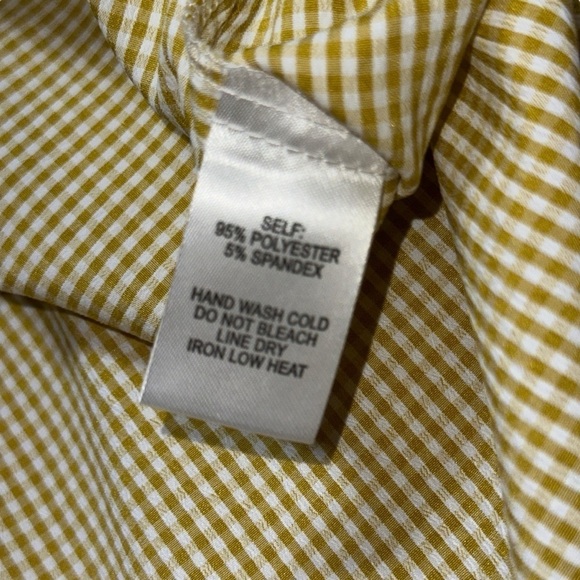 SELF:
95% POLYESTER
5% SPANDEX
HAND WASH COLD
DO NOT BLEACH
LINE DRY
IRON LOW HEAT